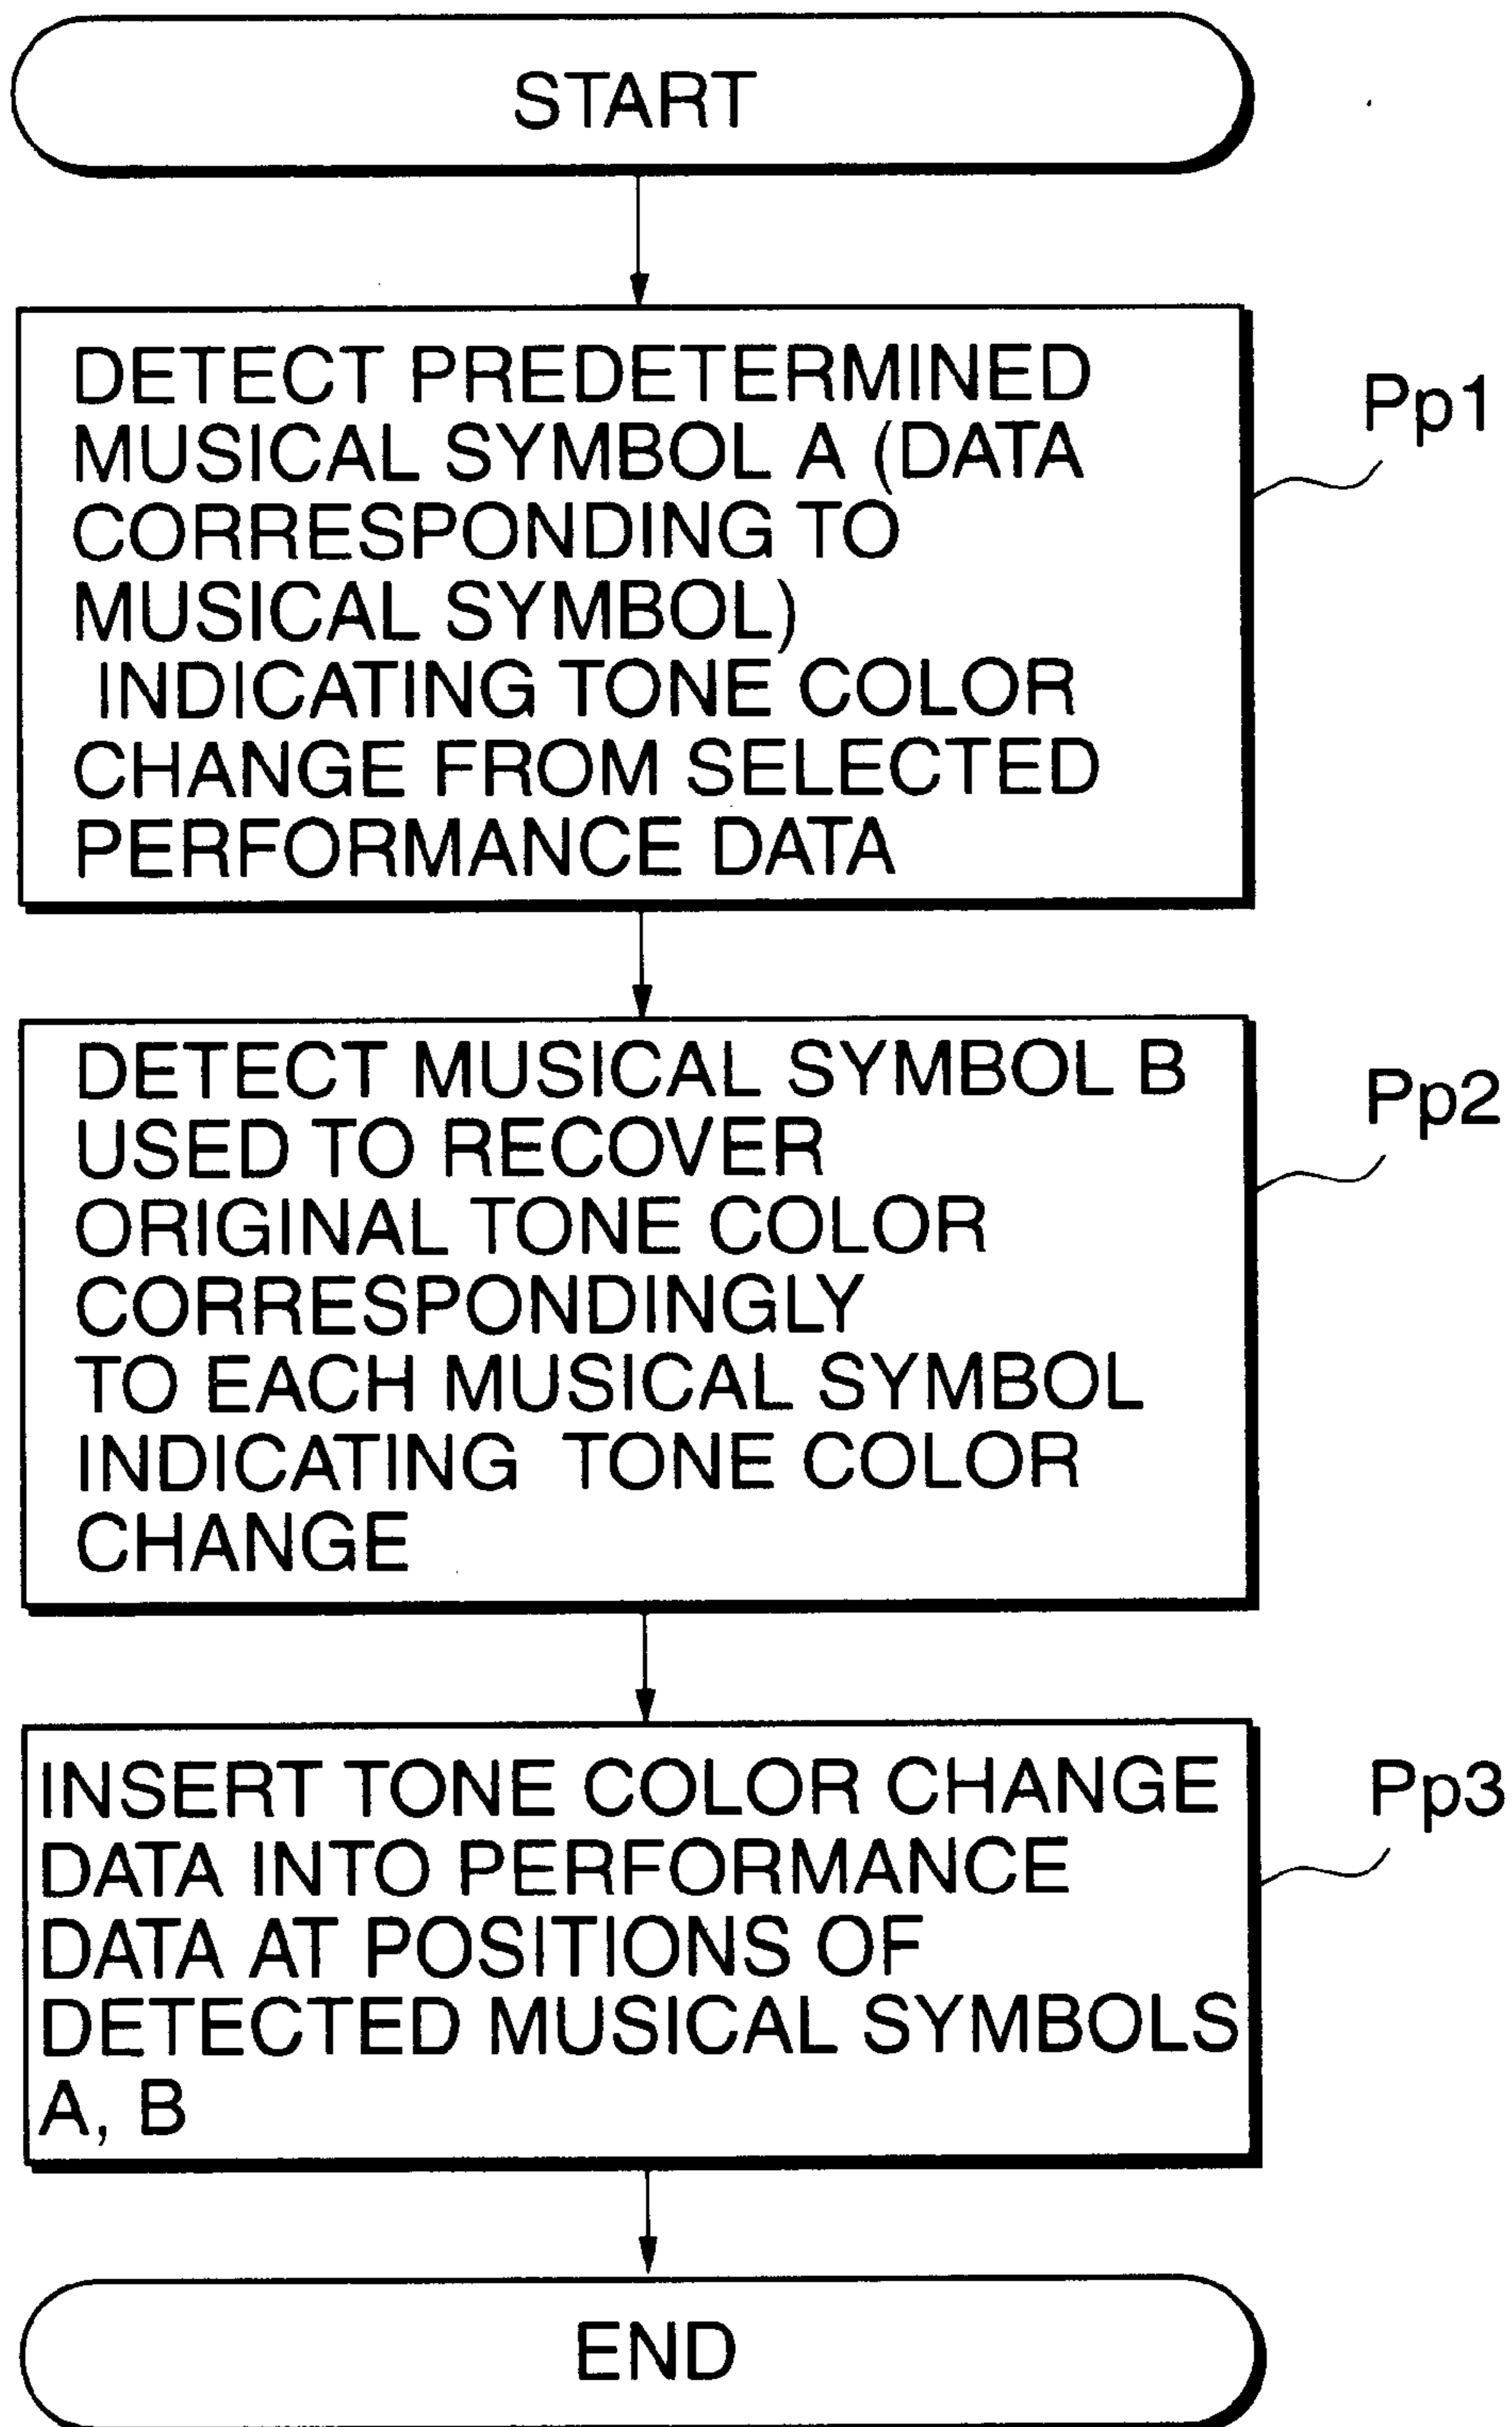 START
DETECT PREDETERMINED
MUSICAL SYMBOL A (DATA
CORRESPONDING TO
MUSICAL SYMBOL)
INDICATING TONE COLOR
CHANGE FROM SELECTED
PERFORMANCE DATA
Pp1
DETECT MUSICAL SYMBOL B
USED TO RECOVER
ORIGINAL TONE COLOR
CORRESPONDINGLY
TO EACH MUSICAL SYMBOL
INDICATING TONE COLOR
CHANGE
Pp2
INSERT TONE COLOR CHANGE
DATA INTO PERFORMANCE
DATA AT POSITIONS OF
DETECTED MUSICAL SYMBOLS
A, B
Pp3
END